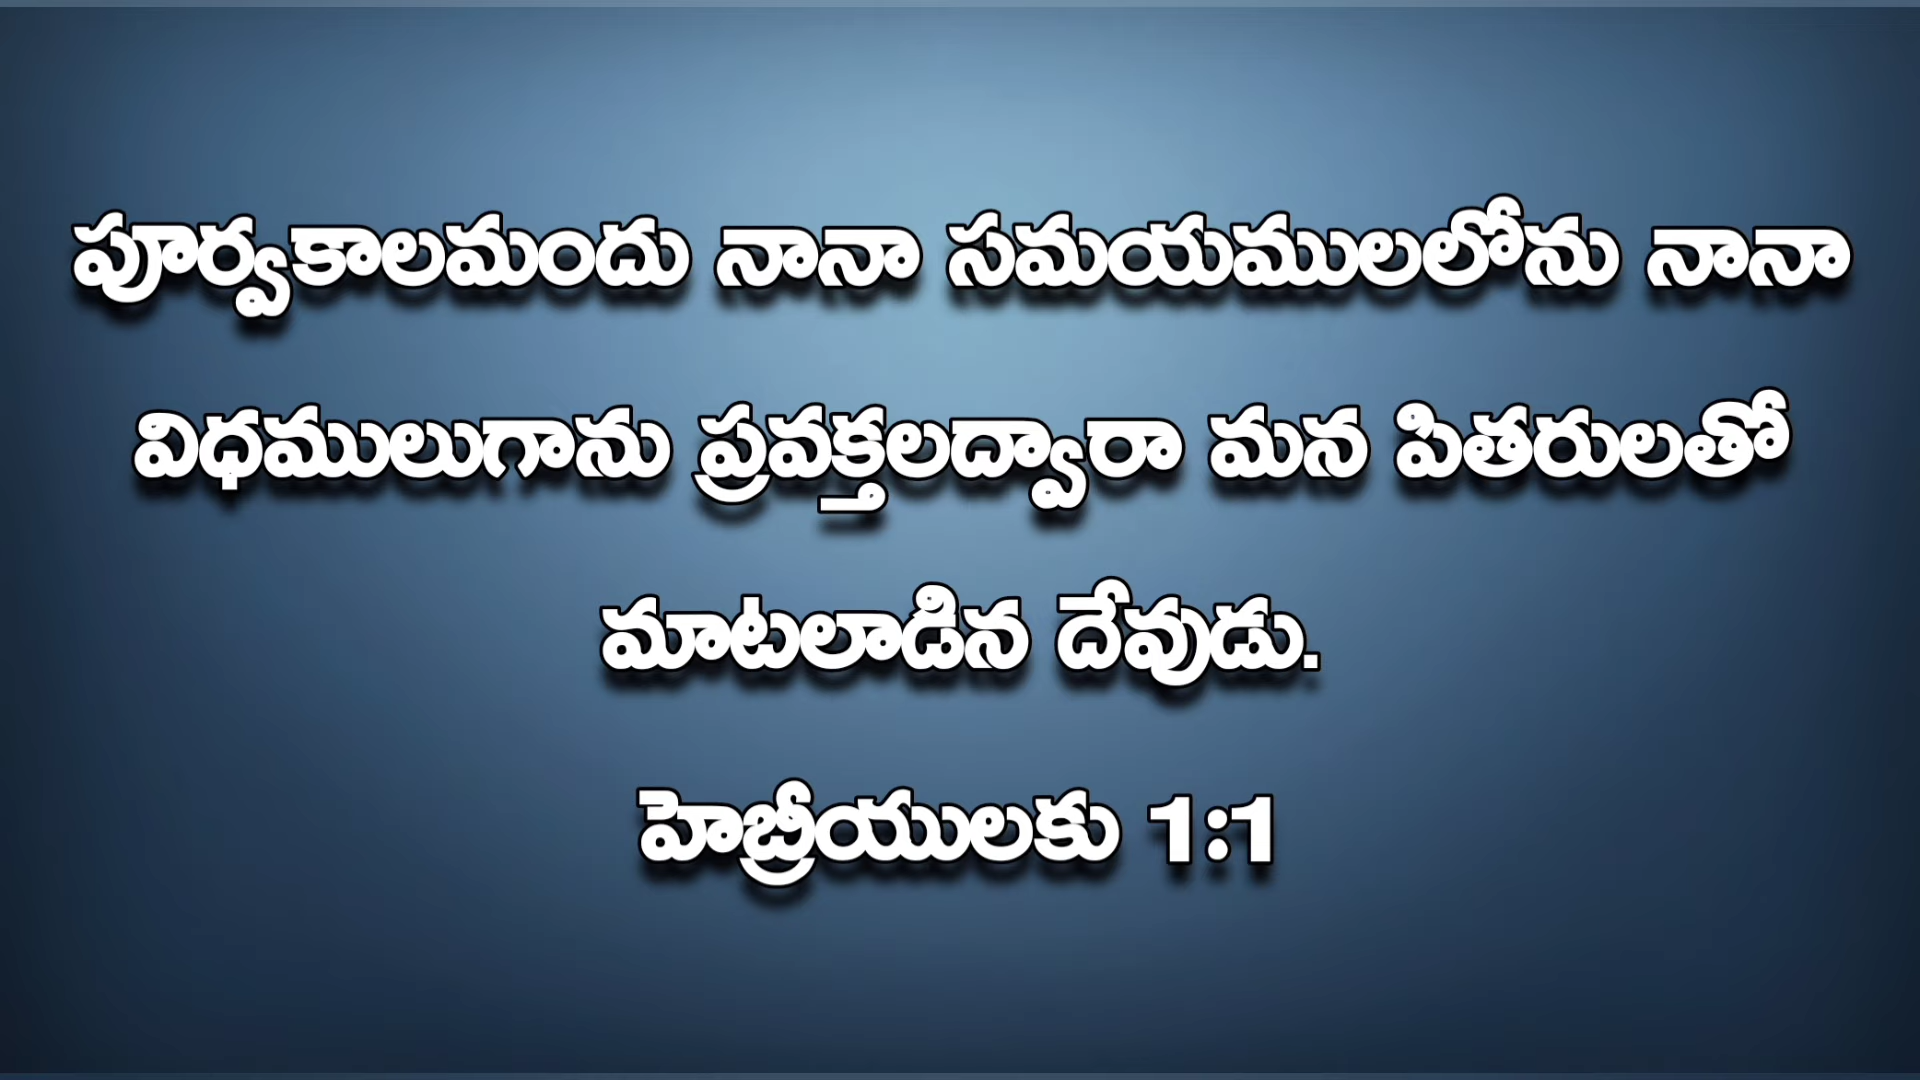 పూర్వకాలమందు నానా సమయములలోను నానా
విధములుగాను ప్రవక్తలద్వారా మన పితరులతో
మాటలాడిన దేవుడు.
హెబ్రీయులకు 1:1